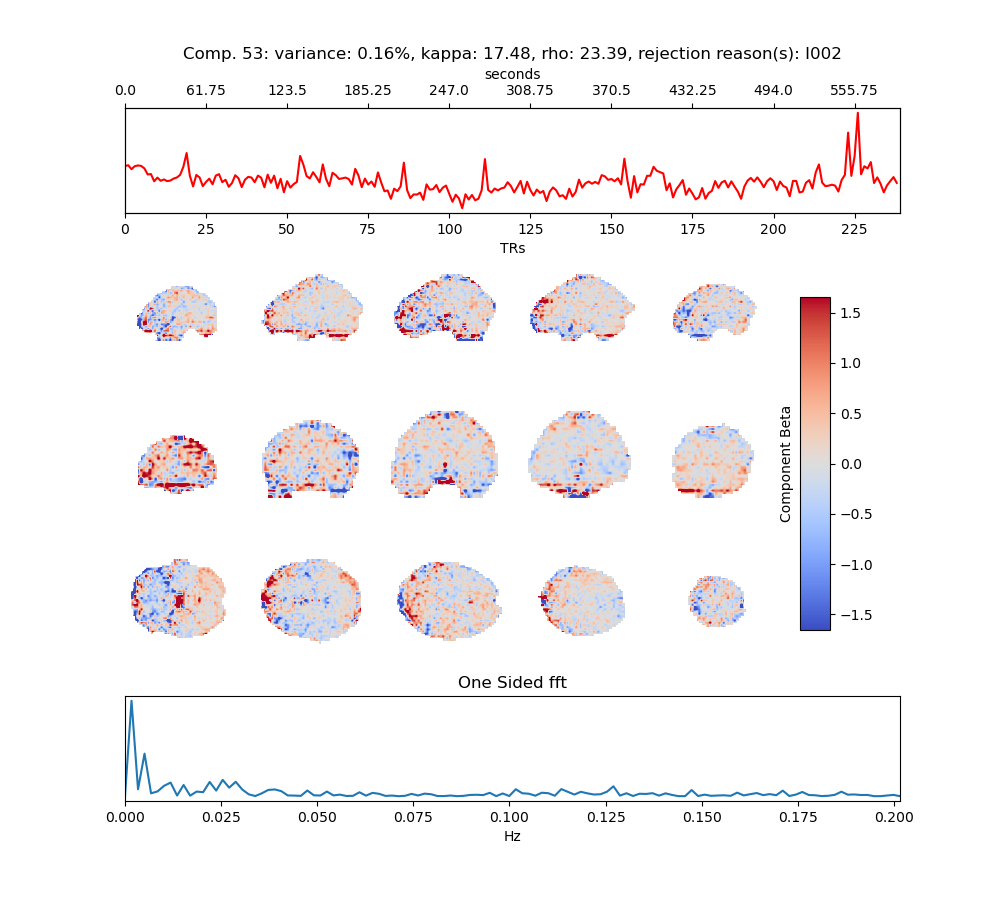 Comp. 53: variance: 0.16%, kappa: 17.48, rho: 23.39, rejection reason(s): I002
seconds
0.0 61.75 123.5 185.25 247.0 308.75 370.5 432.25 494.0 555.75
0 25 50 75 100 125 150 175 200 225
TRs
1.5
1.0
0.5
0.0
−0.5
−1.0
−1.5
Component Beta
One Sided fft
0.000 0.025 0.050 0.075 0.100 0.125 0.150 0.175 0.200
Hz